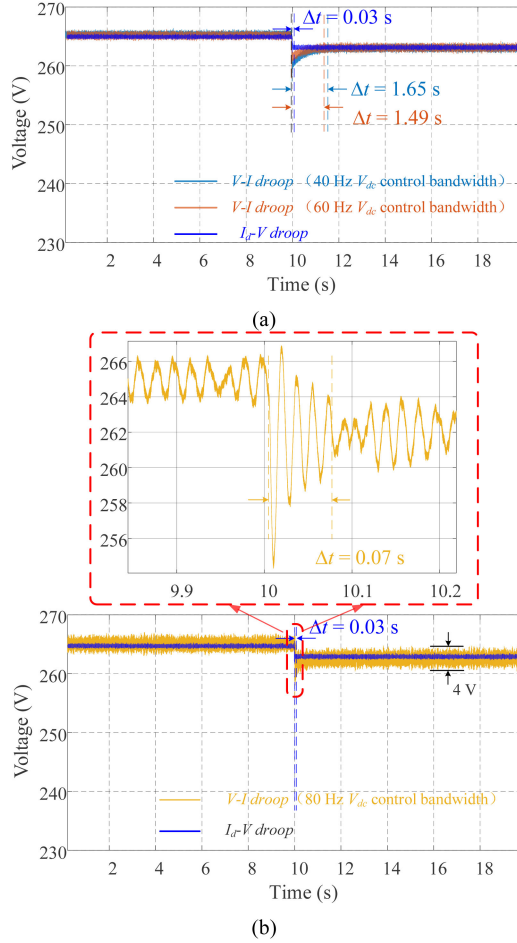 270
260
250
240
230
Voltage (V)
Δt = 0.03 s
Δt = 1.65 s
Δt = 1.49 s
V-I droop （40 Hz Vdc control bandwidth）
V-I droop （60 Hz Vdc control bandwidth）
Id-V droop
2 4 6 8 10 12 14 16 18
Time (s)
(a)
266
264
262
260
258
256
Δt = 0.07 s
9.9 10 10.1 10.2
270
260
250
240
230
Voltage (V)
Δt = 0.03 s
4 V
V-I droop （80 Hz Vdc control bandwidth）
Id-V droop
2 4 6 8 10 12 14 16 18
Time (s)
(b)